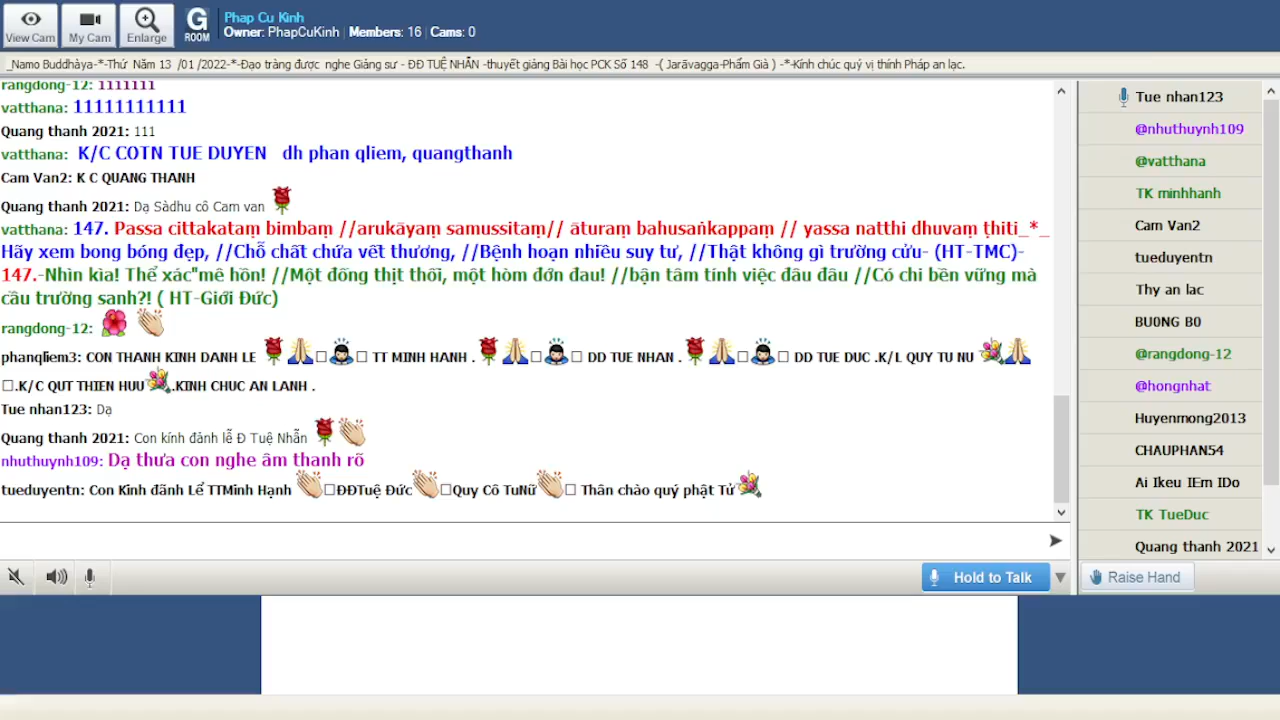 View Cam
My Cam
Enlarge
G
ROOM
Phap Cu Kinh
Owner: PhapCuKinh | Members: 16 | Cams: 0
_Namo Buddhàya-*-Thứ Năm 13 /01 /2022-*-Đạo tràng được nghe Giảng sư - ĐĐ TUỆ NHẪN -thuyết giảng Bài học PCK Số 148 -( Jarāvagga-Phẩm Già ) -*-Kính chúc quý vị thính Pháp an lạc.
rangdong-12: 1111111
vatthana: 11111111111
Quang thanh 2021: 111
vatthana: K/C COTN TUE DUYEN dh phan qliem, quangthanh
Cam Van2: K C QUANG THANH
Quang thanh 2021: Dạ Sàdhu cô Cam van
vatthana: 147. Passa cittakataṃ bimbaṃ //arukāyaṃ samussitaṃ// āturaṃ bahusaṅkappaṃ // yassa natthi dhuvaṃ ṭhiti_*_
Hãy xem bong bóng đẹp, //Chỗ chất chứa vết thương, //Bệnh hoạn nhiều suy tư, //Thật không gì trường cửu- (HT-TMC)-
147.-Nhìn kìa! Thể xác"mê hồn! //Một đống thịt thối, một hòm đớn đau! //bận tâm tính việc đâu đâu //Có chi bền vững mà
cầu trường sanh?! ( HT-Giới Đức)
rangdong-12:
phanqliem3: CON THANH KINH DANH LE TT MINH HANH . DD TUE NHAN . DD TUE DUC .K/L QUY TU NU
.K/C QUT THIEN HUU .KINH CHUC AN LANH .
Tue nhan123: Dạ
Quang thanh 2021: Con kính đảnh lễ Đ Tuệ Nhẫn
nhuthuynh109: Dạ thưa con nghe âm thanh rõ
tueduyentn: Con Kính đãnh Lể TTMinh Hạnh ĐĐTuệ Đức Quy Cô TuNữ Thân chào quý phật Tử
Hold to Talk
Tue nhan123
@nhuthuynh109
@vatthana
TK minhhanh
Cam Van2
tueduyentn
Thy an lac
BU0NG B0
@rangdong-12
@hongnhat
Huyenmong2013
CHAUPHAN54
Ai Ikeu IEm IDo
TK TueDuc
Quang thanh 2021
Raise Hand